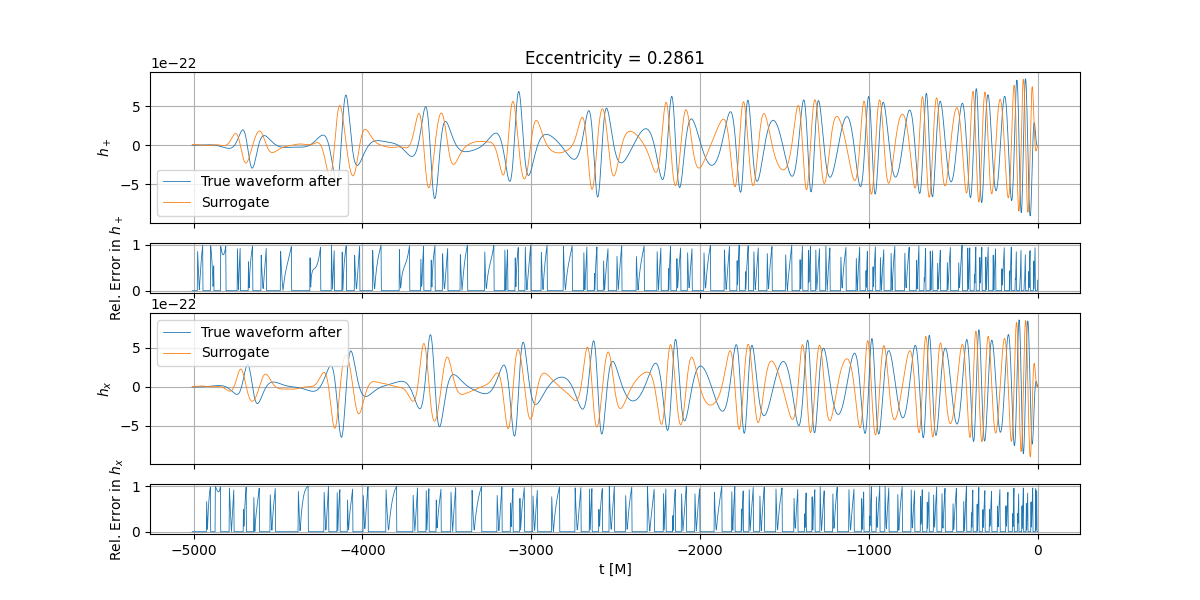 Eccentricity = 0.2861
1e−22
h+
5
0
−5
True waveform after
Surrogate
Rel. Error in h+
1
0
1e−22
hx
5
0
−5
True waveform after
Surrogate
Rel. Error in hx
1
0
−5000 −4000 −3000 −2000 −1000 0
t [M]